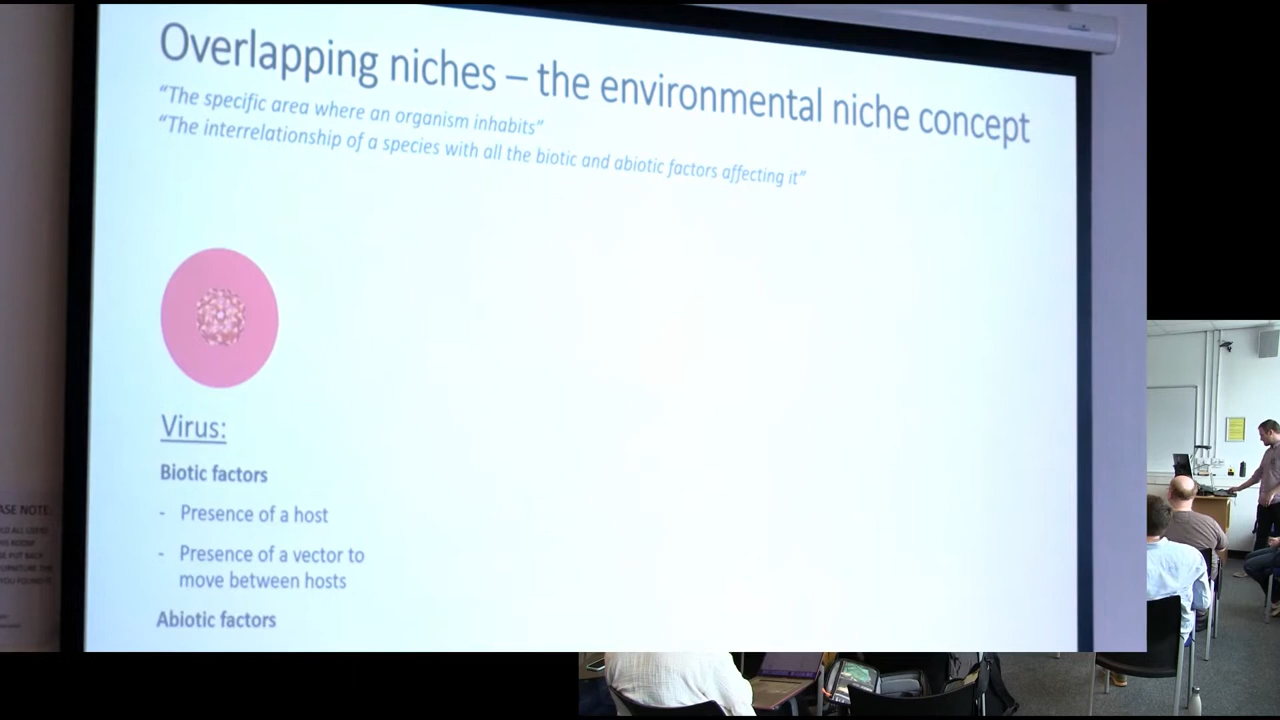 Overlapping niches – the environmental niche concept
“The specific area where an organism inhabits”
“The interrelationship of a species with all the biotic and abiotic factors affecting it”
Virus:
Biotic factors
- Presence of a host
- Presence of a vector to
move between hosts
Abiotic factors
ASE NOTE